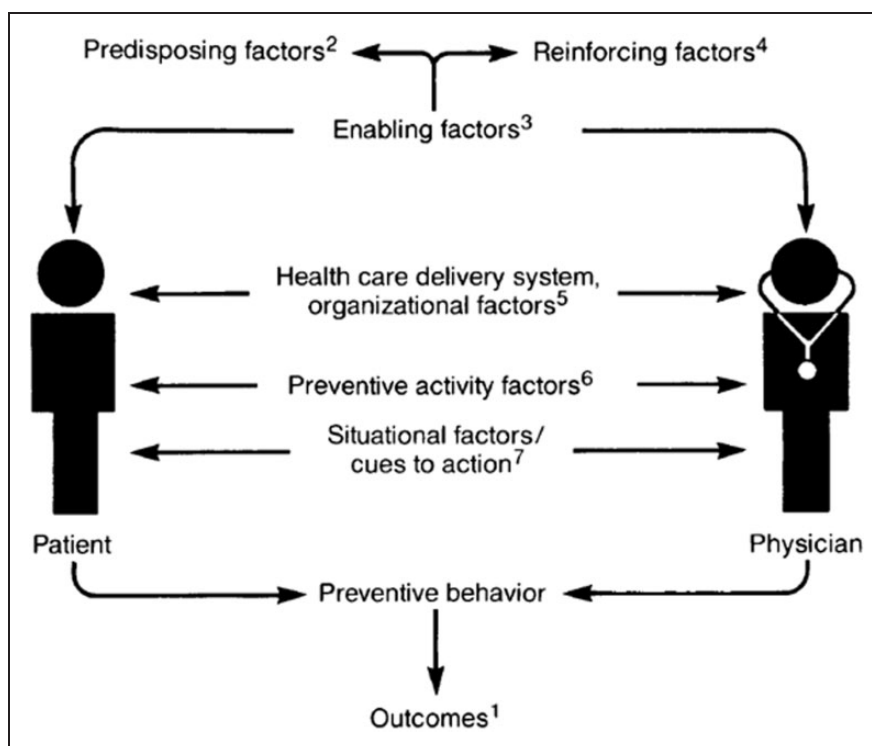 Predisposing factors²
Reinforcing factors⁴
Enabling factors³
Health care delivery system,
organizational factors⁵
Preventive activity factors⁶
Situational factors/
cues to action⁷
Patient
Physician
Preventive behavior
Outcomes¹